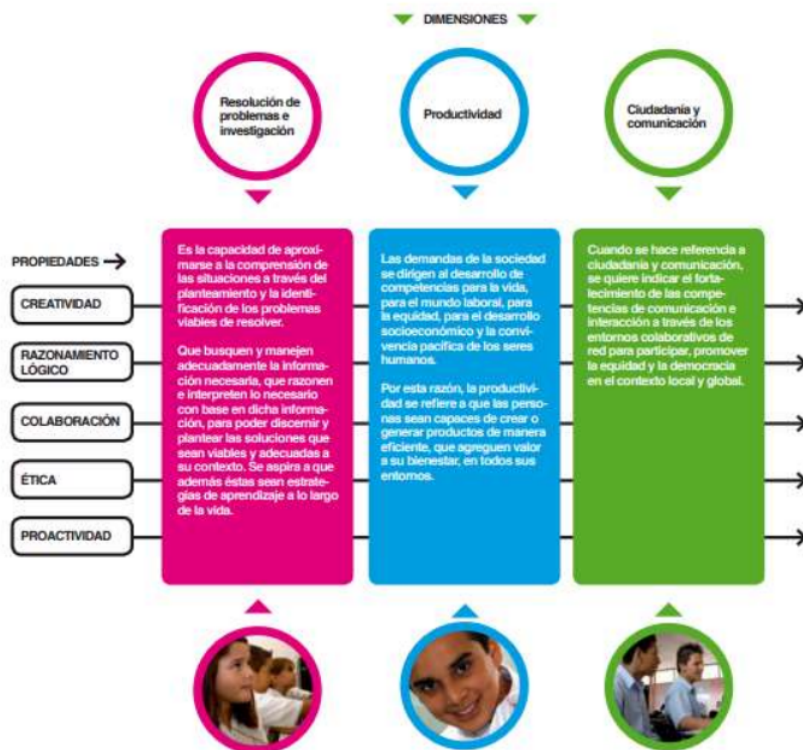 DIMENSIONES
Resolución de
problemas e
investigación
Productividad
Ciudadanía y
comunicación
PROPIEDADES
CREATIVIDAD
RAZONAMIENTO
LÓGICO
COLABORACIÓN
ÉTICA
PROACTIVIDAD
Es la capacidad de aproxi-
marse a la comprensión de
las situaciones a través del
planteamiento y la identi-
ficación de los problemas
viables de resolver.
Que busquen y manejen
adecuadamente la informa-
ción necesaria, que razonen
e interpreten lo necesario
con base en dicha informa-
ción, para poder discernir y
plantear las soluciones que
sean viables y adecuadas a
su contexto. Se aspira a que
además éstas sean estrate-
gias de aprendizaje a lo largo
de la vida.
Las demandas de la sociedad
se dirigen al desarrollo de
competencias para la vida,
para el mundo laboral, para
la equidad, para el desarrollo
socioeconómico y la convi-
vencia pacífica de los seres
humanos.
Por esta razón, la productivi-
dad se refiere a que las perso-
nas sean capaces de crear o
generar productos de manera
eficiente, que agreguen valor
a su bienestar, en todos sus
entornos.
Cuando se hace referencia a
ciudadanía y comunicación,
se quiere indicar el forta-
lecimiento de las compe-
tencias de comunicación e
interacción a través de los
entornos colaborativos de
red para participar, promover
la equidad y la democracia
en el contexto local y global.